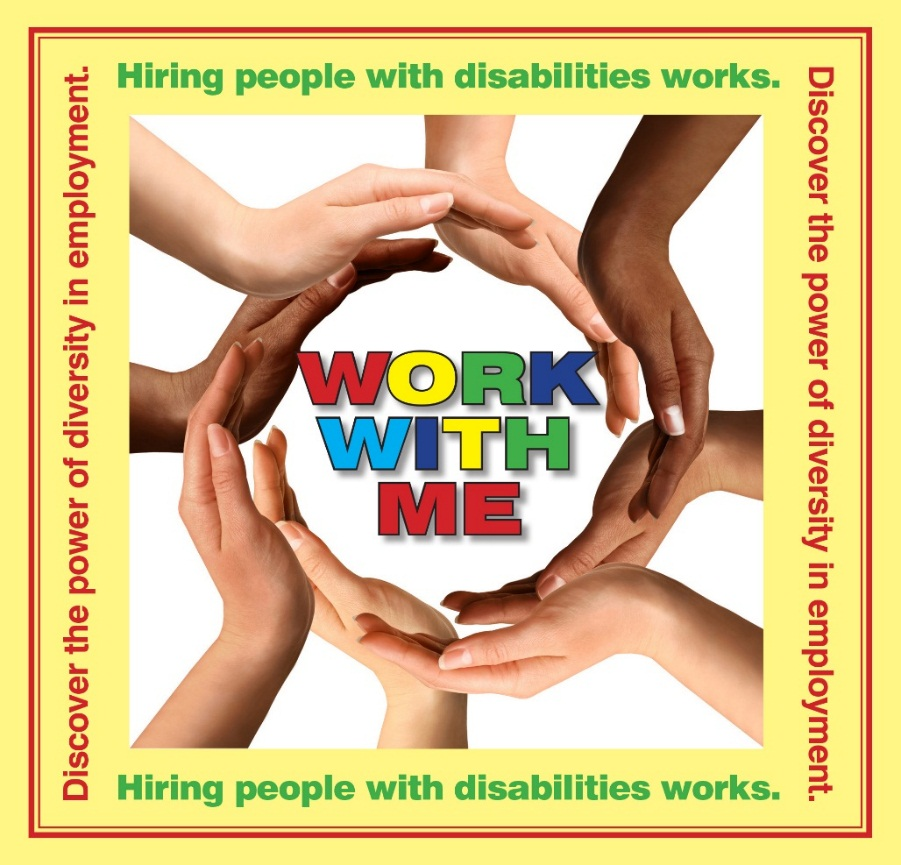 Hiring people with disabilities works.
Discover the power of diversity in employment.
Discover the power of diversity in employment.
WORK
WITH
ME
Hiring people with disabilities works.